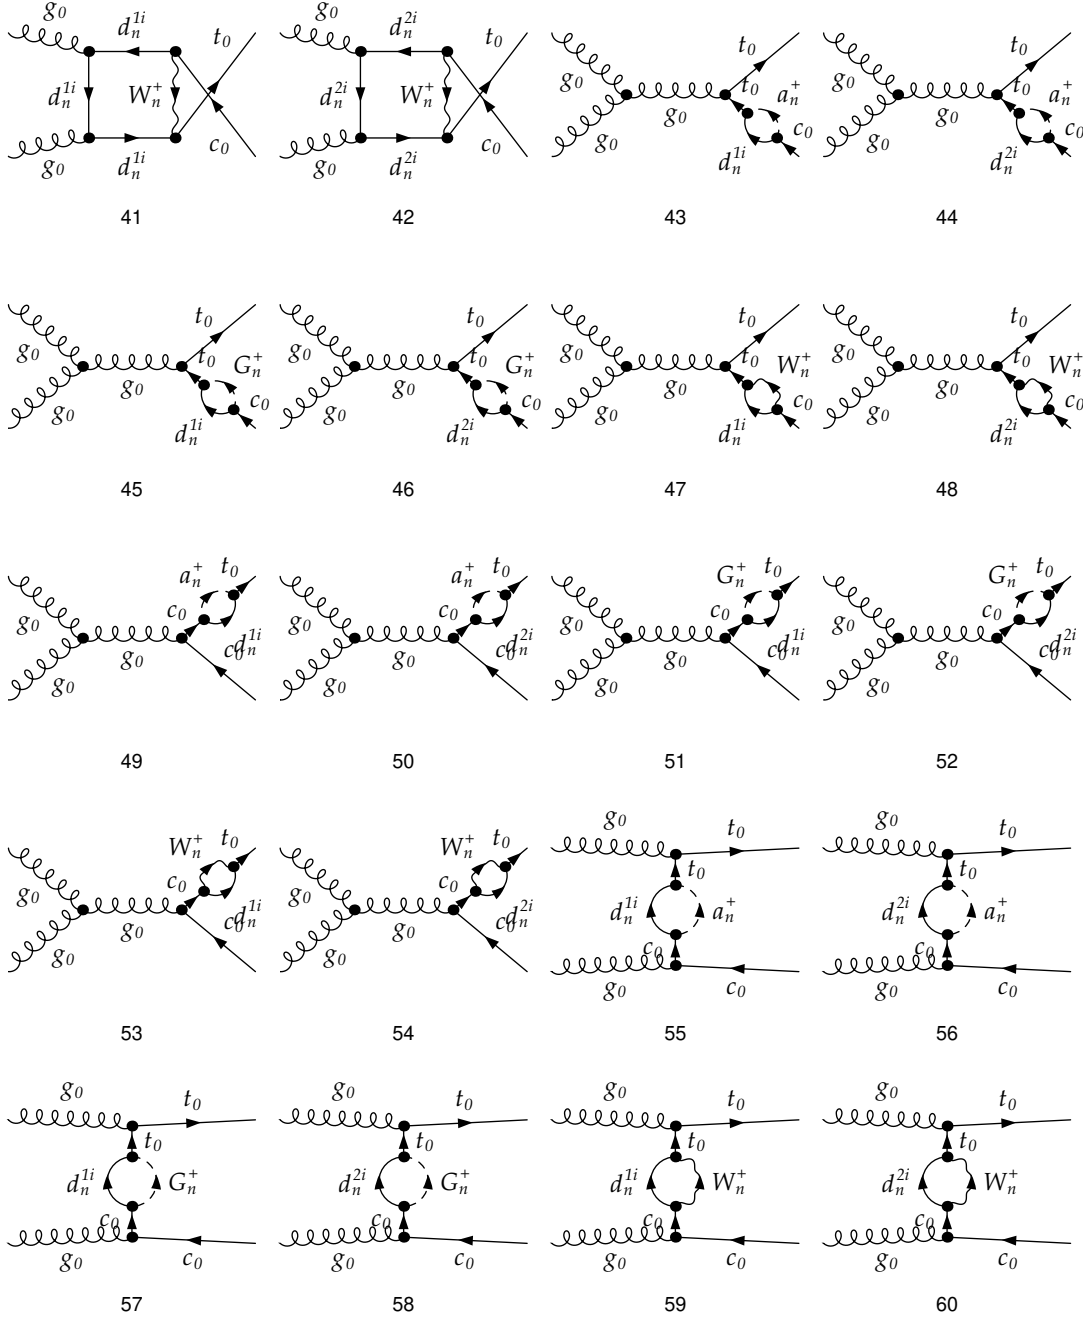 g₀ d_n^{1i} t₀
d_n^{1i} W_n^+
g₀ d_n^{1i} c₀
41
g₀ d_n^{2i} t₀
d_n^{2i} W_n^+
g₀ d_n^{2i} c₀
42
t₀
g₀ t₀ a_n^+
g₀ g₀ c₀
d_n^{1i}
43
t₀
g₀ t₀ a_n^+
g₀ g₀ c₀
d_n^{2i}
44
t₀
g₀ t₀ G_n^+
g₀ g₀ c₀
d_n^{1i}
45
t₀
g₀ t₀ G_n^+
g₀ g₀ c₀
d_n^{2i}
46
t₀
g₀ t₀ W_n^+
g₀ g₀ c₀
d_n^{1i}
47
t₀
g₀ t₀ W_n^+
g₀ g₀ c₀
d_n^{2i}
48
a_n^+ t₀
g₀ c₀
g₀ g₀ c₀ d_n^{1i}
49
a_n^+ t₀
g₀ c₀
g₀ g₀ c₀ d_n^{2i}
50
G_n^+ t₀
g₀ c₀
g₀ g₀ c₀ d_n^{1i}
51
G_n^+ t₀
g₀ c₀
g₀ g₀ c₀ d_n^{2i}
52
W_n^+ t₀
g₀ c₀
g₀ g₀ c₀ d_n^{1i}
53
W_n^+ t₀
g₀ c₀
g₀ g₀ c₀ d_n^{2i}
54
g₀ t₀
t₀
d_n^{1i} a_n^+
c₀
g₀ c₀
55
g₀ t₀
t₀
d_n^{2i} a_n^+
c₀
g₀ c₀
56
g₀ t₀
t₀
d_n^{1i} G_n^+
c₀
g₀ c₀
57
g₀ t₀
t₀
d_n^{2i} G_n^+
c₀
g₀ c₀
58
g₀ t₀
t₀
d_n^{1i} W_n^+
c₀
g₀ c₀
59
g₀ t₀
t₀
d_n^{2i} W_n^+
c₀
g₀ c₀
60